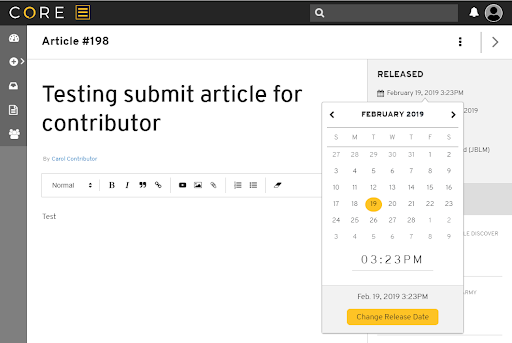 CORE
Article #198
Testing submit article for
contributor
By Carol Contributor
Normal B I
Test
RELEASED
February 19, 2019 3:23PM
2019
d (JBLM)
LE DISCOVER
ARMY
FEBRUARY 2019
S M T W T F S
27 28 29 30 31 1 2
3 4 5 6 7 8 9
10 11 12 13 14 15 16
17 18 19 20 21 22 23
24 25 26 27 28 1 2
3 4 5 6 7 8 9
03:23PM
Feb. 19, 2019 3:23PM
Change Release Date